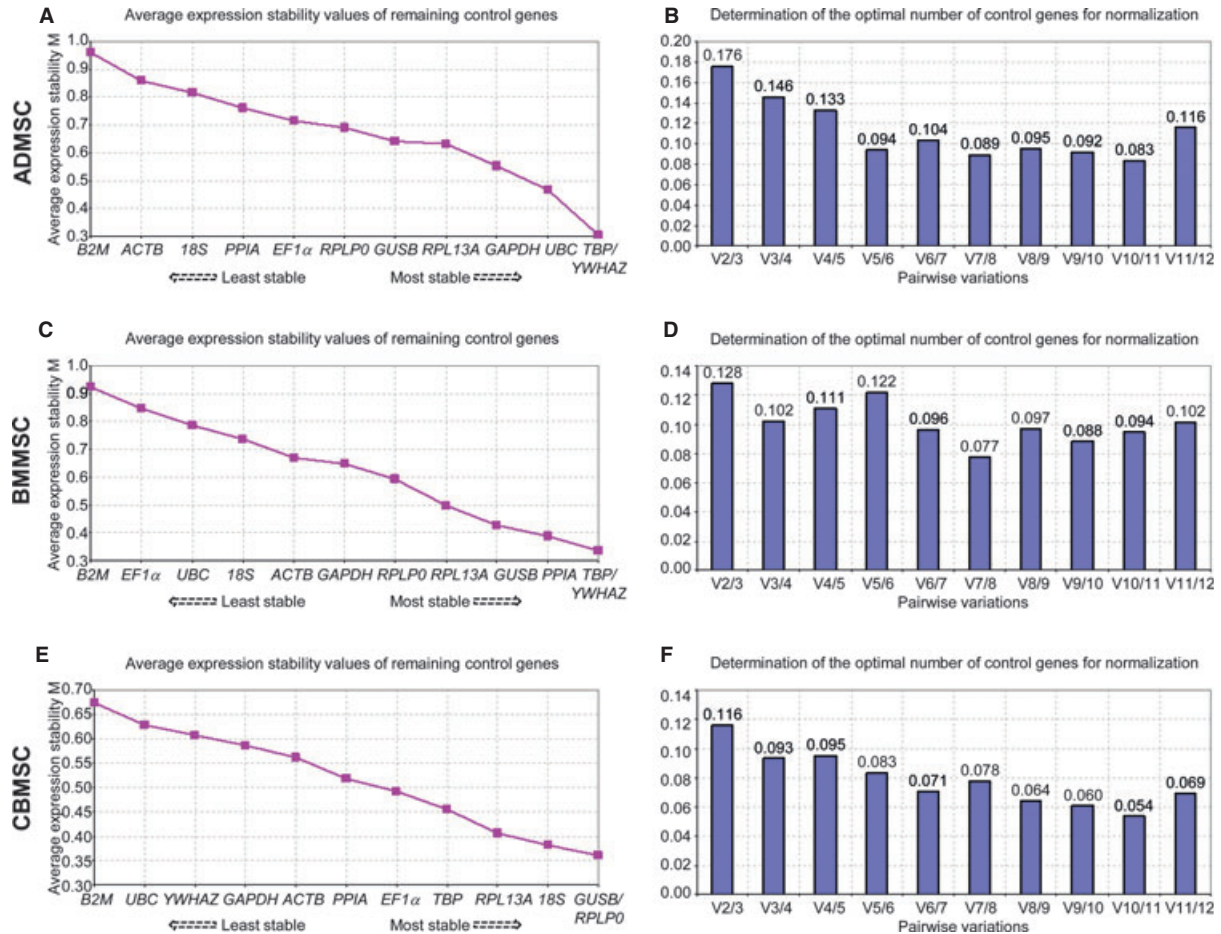 A
Average expression stability values of remaining control genes
ADMSC
Average expression stability M
1.0
0.9
0.8
0.7
0.6
0.5
0.4
0.3
B2M ACTB 18S PPIA EF1α RPLP0 GUSB RPL13A GAPDH UBC TBP/
YWHAZ
Least stable Most stable
B
Determination of the optimal number of control genes for normalization
0.20
0.18
0.16
0.14
0.12
0.10
0.08
0.06
0.04
0.02
0.00
0.176
0.146
0.133
0.094
0.104
0.089
0.095
0.092
0.083
0.116
V2/3 V3/4 V4/5 V5/6 V6/7 V7/8 V8/9 V9/10 V10/11 V11/12
Pairwise variations
C
Average expression stability values of remaining control genes
BMMSC
Average expression stability M
1.0
0.9
0.8
0.7
0.6
0.5
0.4
0.3
B2M EF1α UBC 18S ACTB GAPDH RPLP0 RPL13A GUSB PPIA TBP/
YWHAZ
Least stable Most stable
D
Determination of the optimal number of control genes for normalization
0.14
0.12
0.10
0.08
0.06
0.04
0.02
0.00
0.128
0.102
0.111
0.122
0.096
0.077
0.097
0.088
0.094
0.102
V2/3 V3/4 V4/5 V5/6 V6/7 V7/8 V8/9 V9/10 V10/11 V11/12
Pairwise variations
E
Average expression stability values of remaining control genes
CBMSC
Average expression stability M
0.70
0.65
0.60
0.55
0.50
0.45
0.40
0.35
0.30
B2M UBC YWHAZ GAPDH ACTB PPIA EF1α TBP RPL13A 18S GUSB/
RPLP0
Least stable Most stable
F
Determination of the optimal number of control genes for normalization
0.14
0.12
0.10
0.08
0.06
0.04
0.02
0.00
0.116
0.093
0.095
0.083
0.071
0.078
0.064
0.060
0.054
0.069
V2/3 V3/4 V4/5 V5/6 V6/7 V7/8 V8/9 V9/10 V10/11 V11/12
Pairwise variations